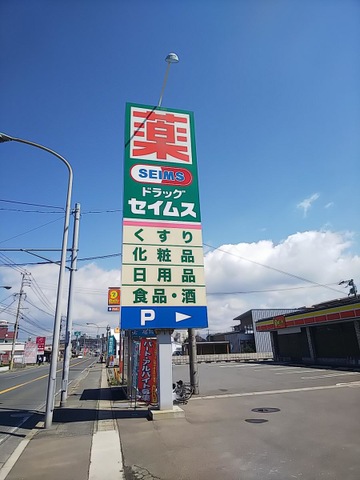 薬
SEIMS
ドラッグ
セイムス
くすり
化粧品
日用品
食品・酒
P